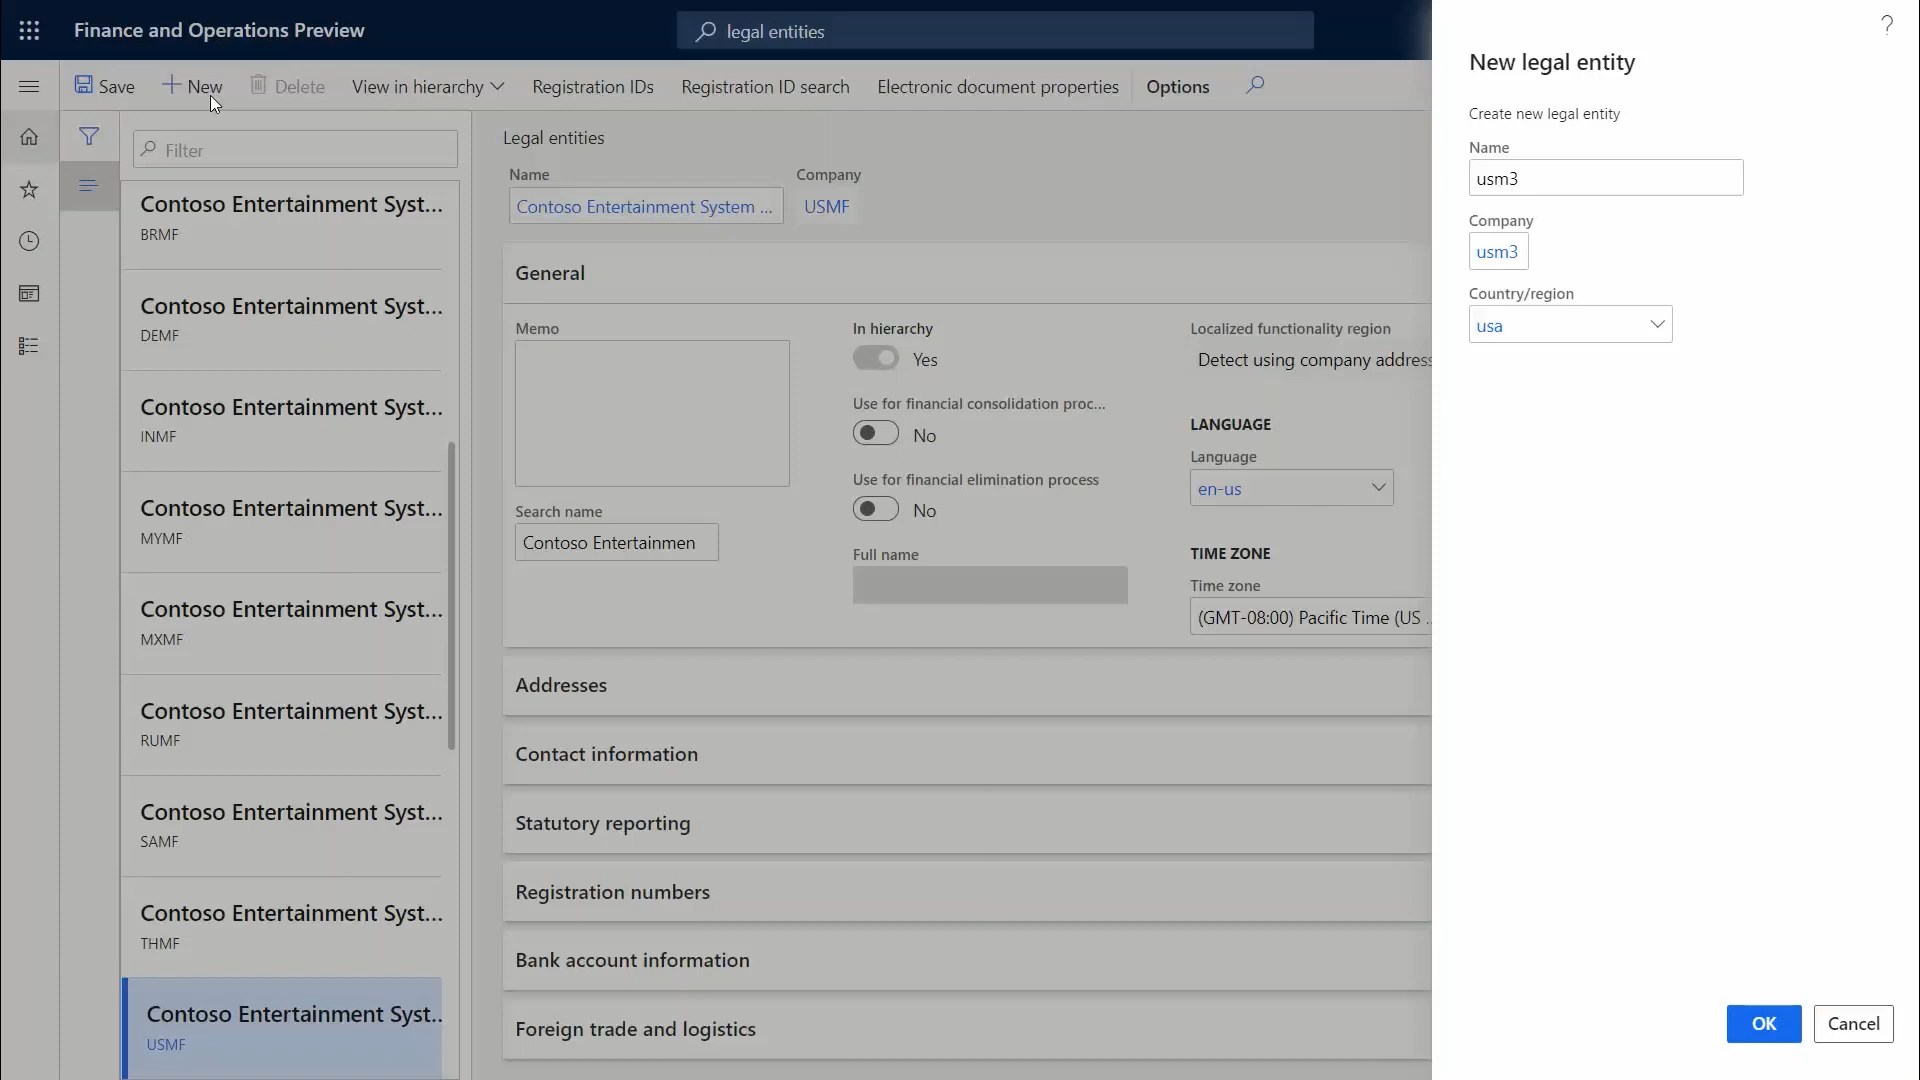 Finance and Operations Preview
legal entities
?
Save
New
Delete
View in hierarchy
Registration IDs
Registration ID search
Electronic document properties
Options
Filter
Contoso Entertainment Syst...
BRMF
Contoso Entertainment Syst...
DEMF
Contoso Entertainment Syst...
INMF
Contoso Entertainment Syst...
MYMF
Contoso Entertainment Syst...
MXMF
Contoso Entertainment Syst...
RUMF
Contoso Entertainment Syst...
SAMF
Contoso Entertainment Syst...
THMF
Contoso Entertainment Syst..
USMF
Legal entities
Name
Contoso Entertainment System ...
Company
USMF
General
Memo
Search name
Contoso Entertainmen
In hierarchy
Yes
Use for financial consolidation proc...
No
Use for financial elimination process
No
Full name
Localized functionality region
Detect using company address
LANGUAGE
Language
en-us
TIME ZONE
Time zone
(GMT-08:00) Pacific Time (US ..
Addresses
Contact information
Statutory reporting
Registration numbers
Bank account information
Foreign trade and logistics
New legal entity
Create new legal entity
Name
usm3
Company
usm3
Country/region
usa
OK
Cancel